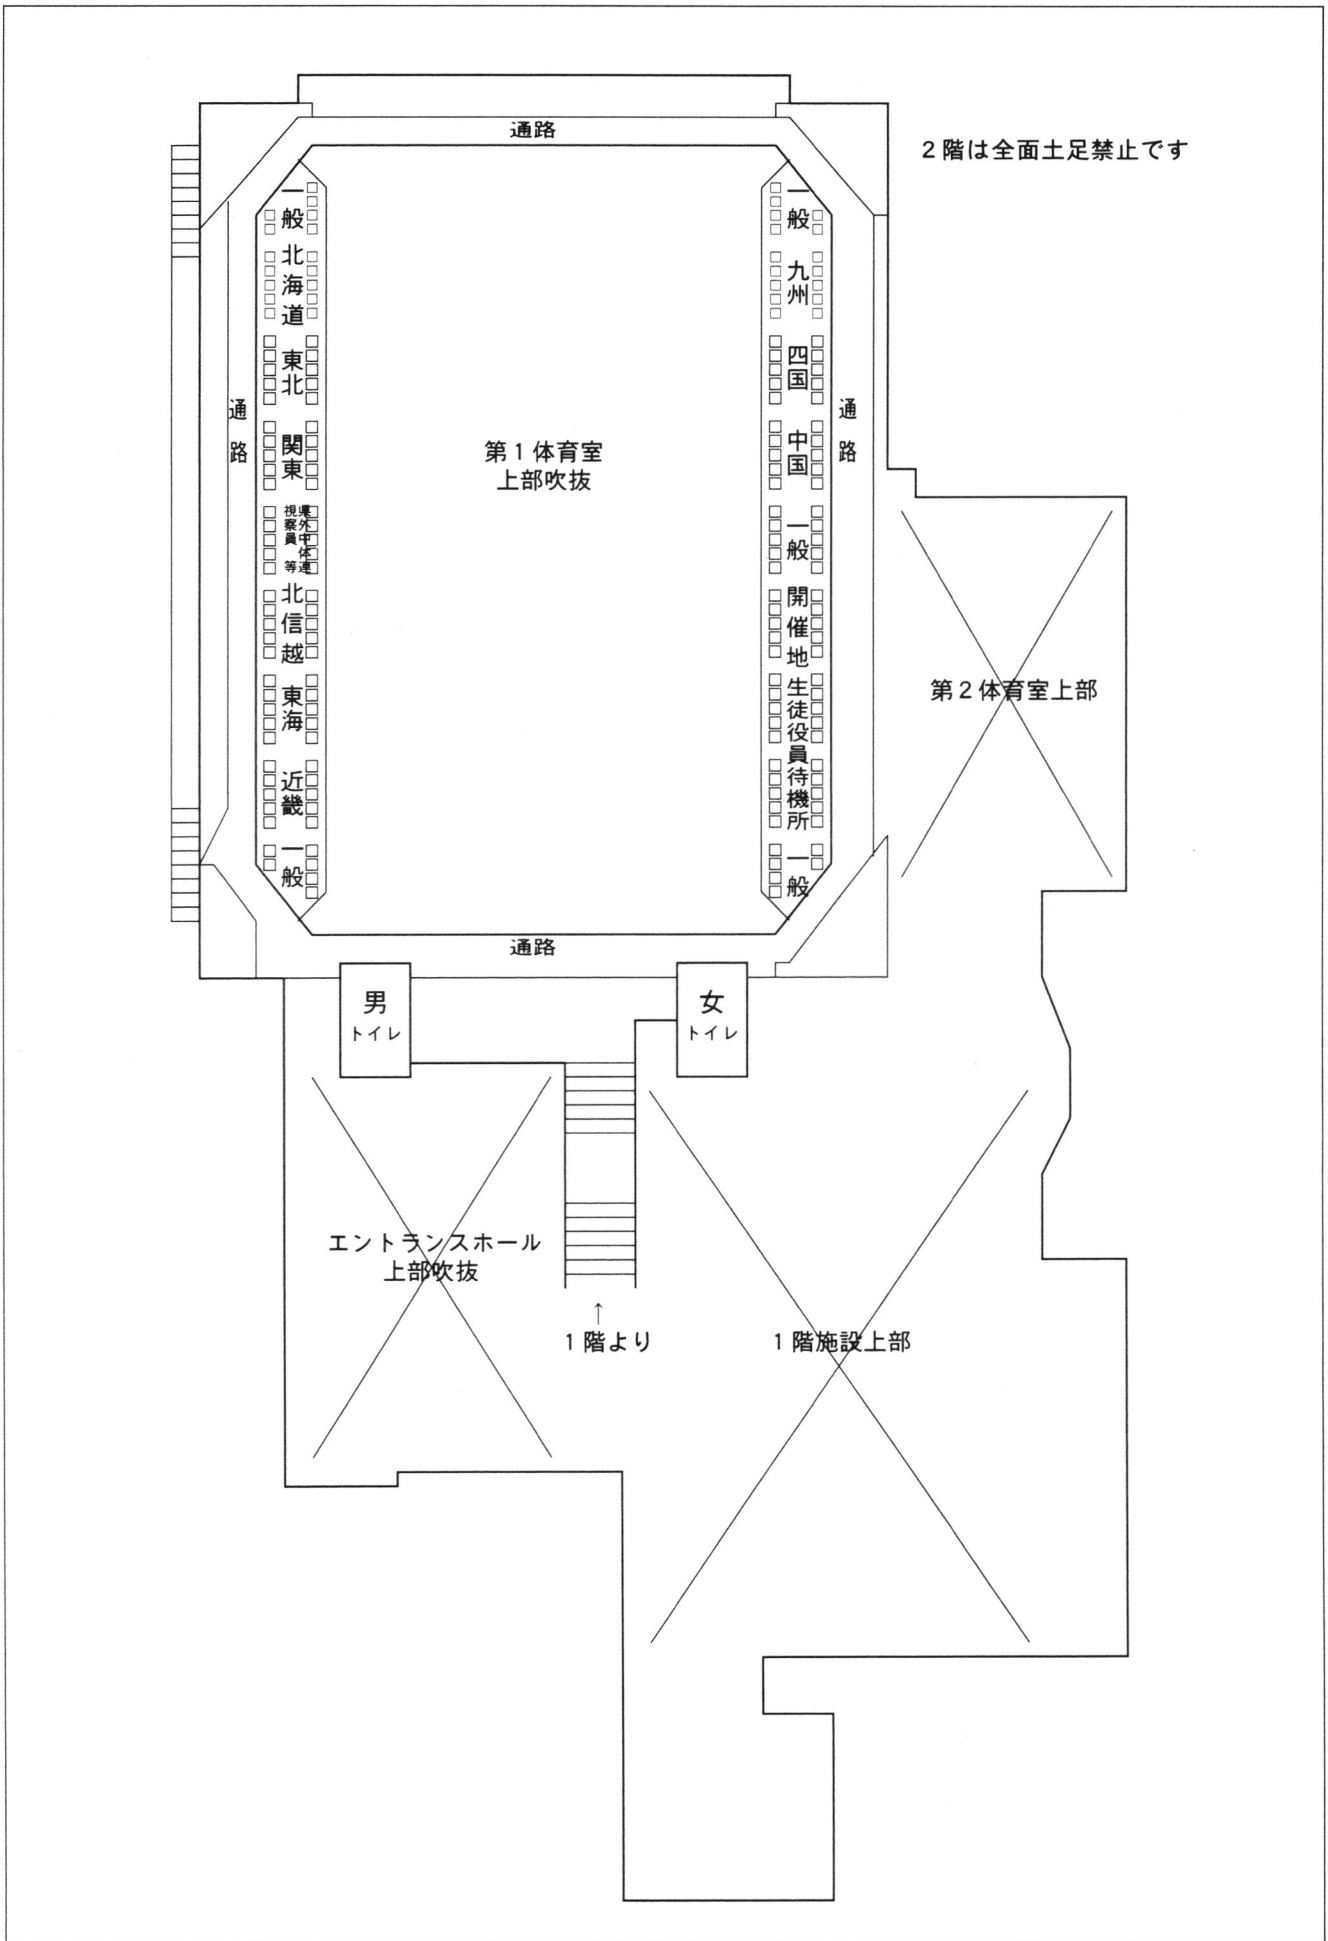 通路
２階は全面土足禁止です
一般
北海道
東北
関東
県外中体連
視察員　等
北信越
東海
近畿
一般
通路
第１体育室
上部吹抜
一般
九州
四国
中国
一般
開催地
生徒役員待機所
一般
通路
第２体育室上部
通路
男
トイレ
女
トイレ
エントランスホール
上部吹抜
↑
１階より
１階施設上部